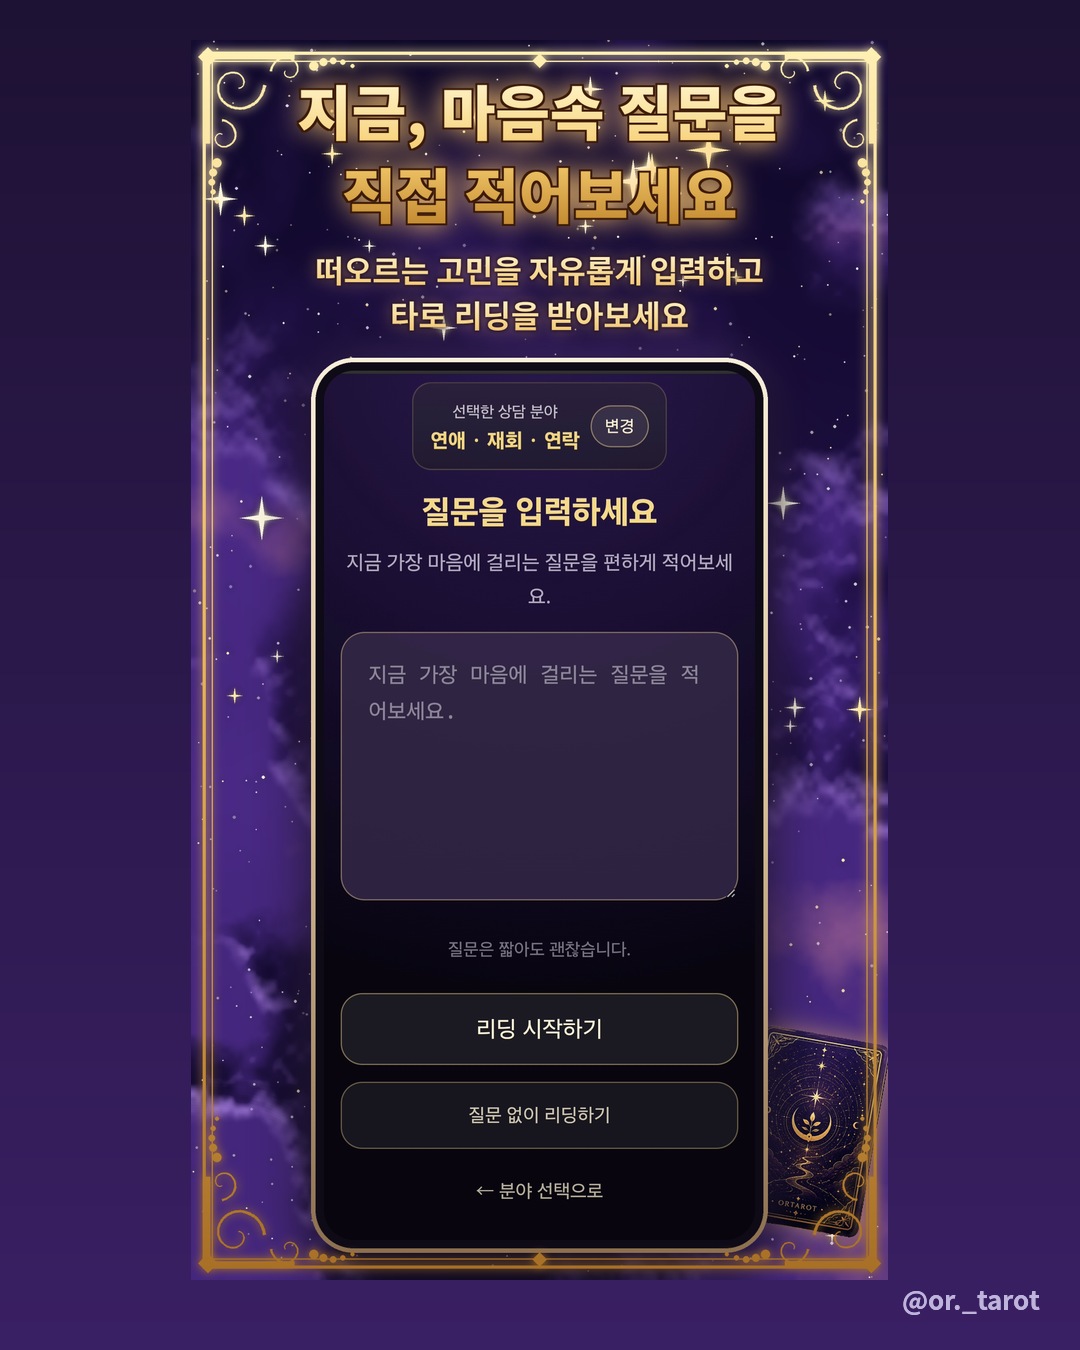 지금, 마음속 질문을
직접 적어보세요
떠오르는 고민을 자유롭게 입력하고
타로 리딩을 받아보세요
선택한 상담 분야
연애 · 재회 · 연락
변경
질문을 입력하세요
지금 가장 마음에 걸리는 질문을 편하게 적어보세
요.
지금 가장 마음에 걸리는 질문을 적
어보세요.
질문은 짧아도 괜찮습니다.
리딩 시작하기
질문 없이 리딩하기
← 분야 선택으로
ORTAROT
@or._tarot